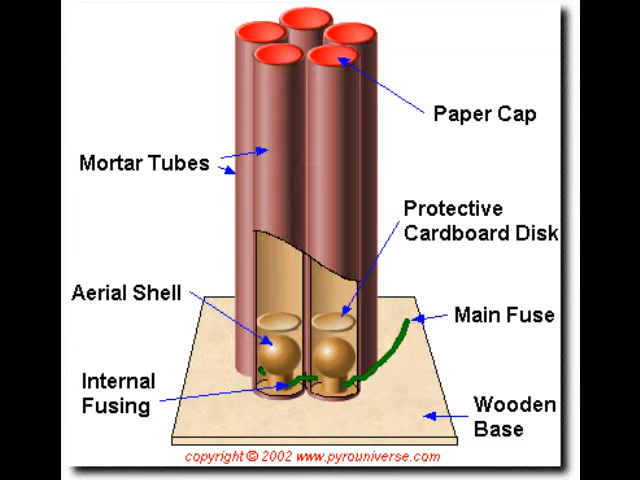 Paper Cap
Mortar Tubes
Protective
Cardboard Disk
Aerial Shell
Main Fuse
Internal
Fusing
Wooden
Base
copyright © 2002 www.pyrouniverse.com